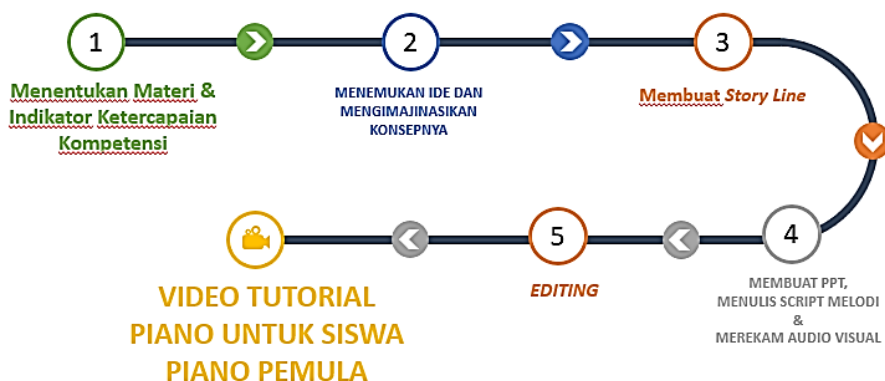 1
2
3
Menentukan Materi &
Indikator Ketercapaian
Kompetensi
MENEMUKAN IDE DAN
MENGIMAJINASIKAN
KONSEPNYA
Membuat Story Line
4
MEMBUAT PPT,
MENULIS SCRIPT MELODI
&
MEREKAM AUDIO VISUAL
5
EDITING
VIDEO TUTORIAL
PIANO UNTUK SISWA
PIANO PEMULA